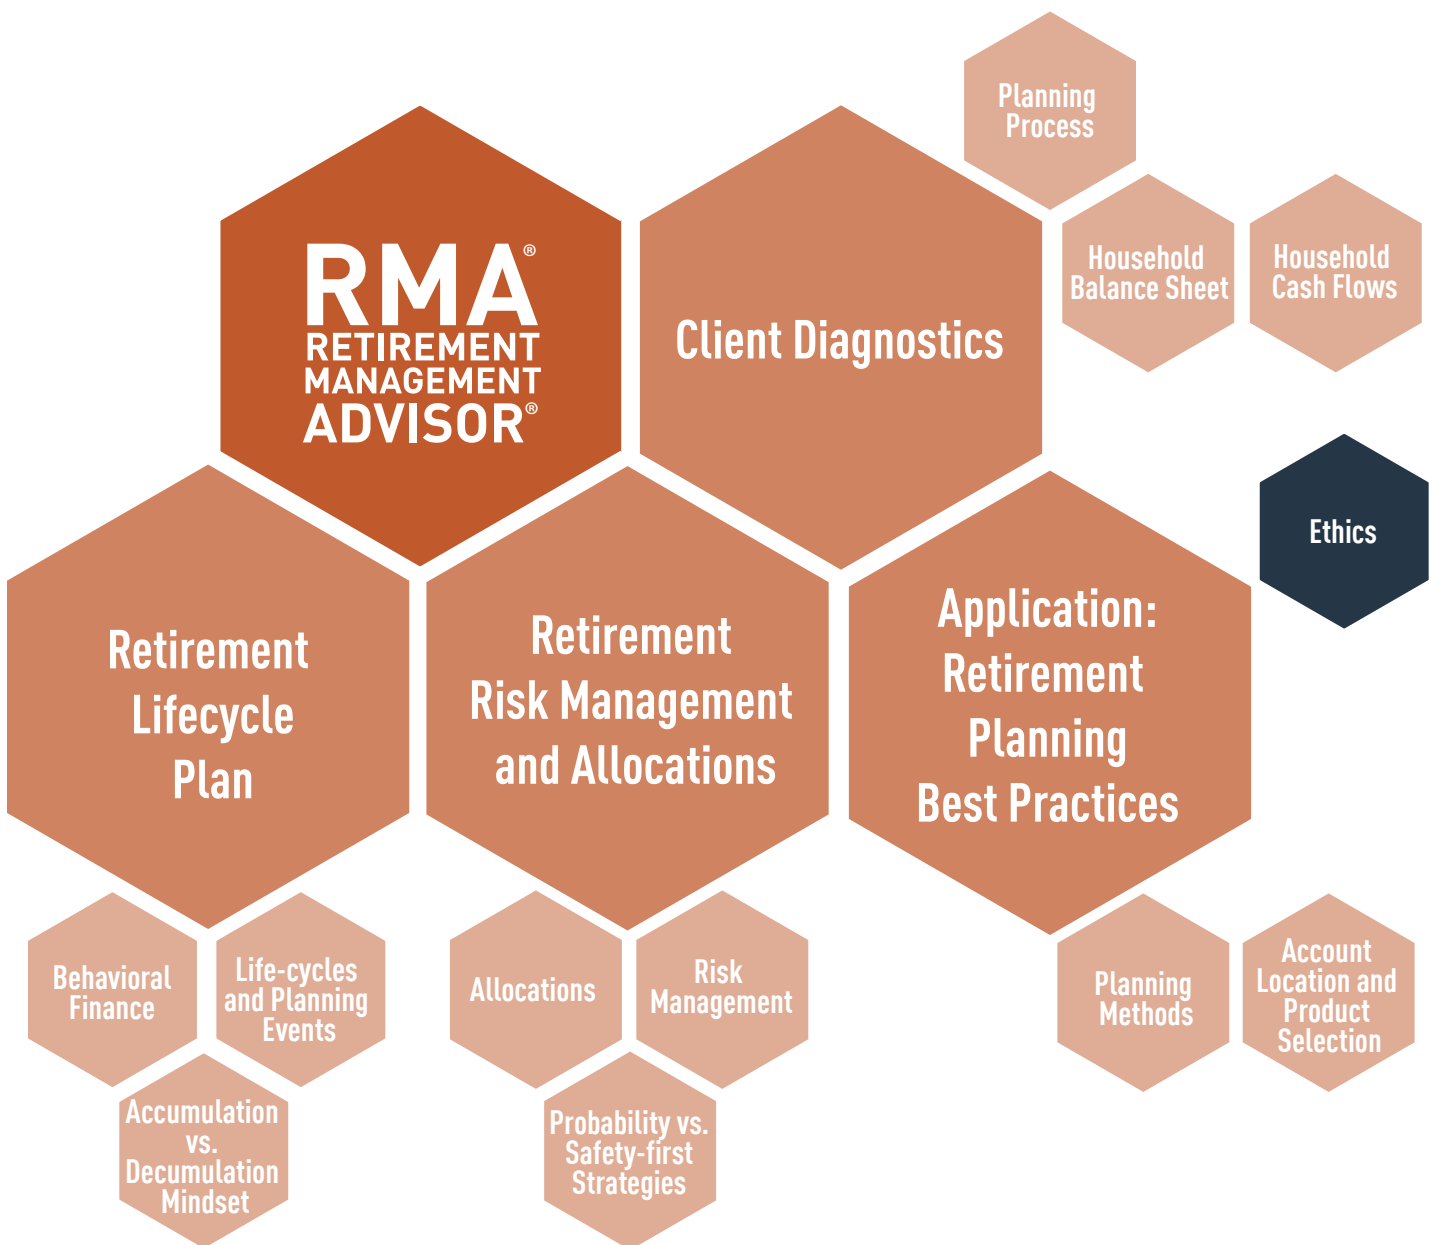 RMA®
RETIREMENT
MANAGEMENT
ADVISOR®
Client Diagnostics
Planning
Process
Household
Balance Sheet
Household
Cash Flows
Ethics
Retirement
Lifecycle
Plan
Retirement
Risk Management
and Allocations
Application:
Retirement
Planning
Best Practices
Behavioral
Finance
Life-cycles
and Planning
Events
Accumulation
vs.
Decumulation
Mindset
Allocations
Risk
Management
Probability vs.
Safety-first
Strategies
Planning
Methods
Account
Location and
Product
Selection